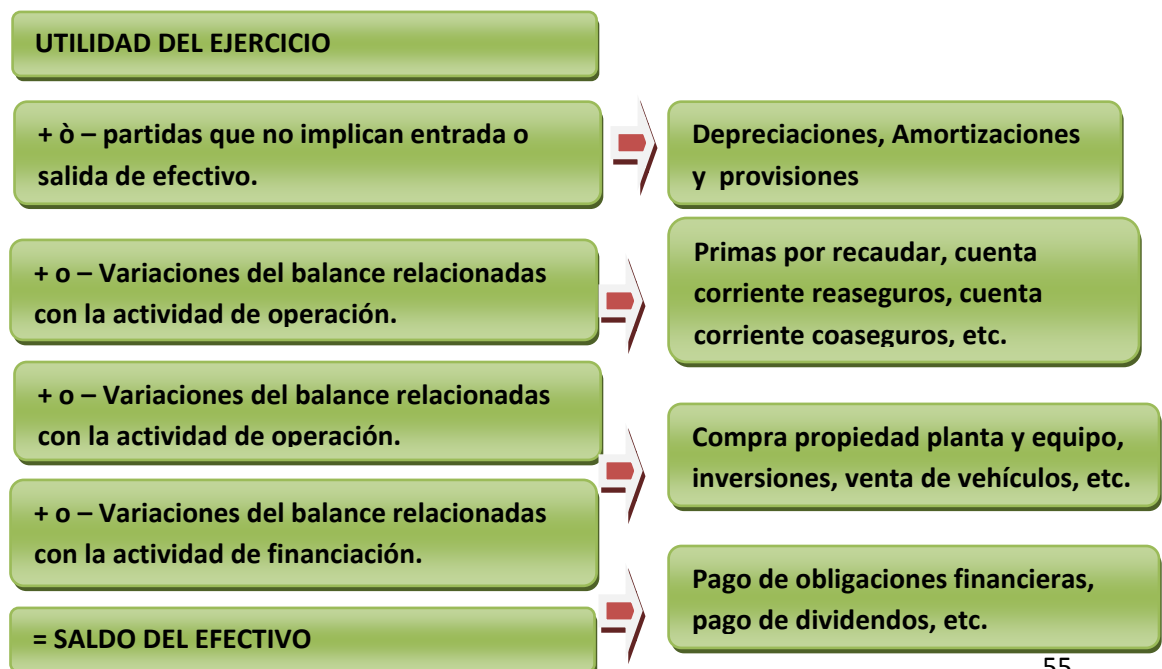 UTILIDAD DEL EJERCICIO
+ ò – partidas que no implican entrada o
salida de efectivo.
Depreciaciones, Amortizaciones
y provisiones
+ o – Variaciones del balance relacionadas
con la actividad de operación.
Primas por recaudar, cuenta
corriente reaseguros, cuenta
corriente coaseguros, etc.
+ o – Variaciones del balance relacionadas
con la actividad de operación.
Compra propiedad planta y equipo,
inversiones, venta de vehículos, etc.
+ o – Variaciones del balance relacionadas
con la actividad de financiación.
Pago de obligaciones financieras,
pago de dividendos, etc.
= SALDO DEL EFECTIVO
55